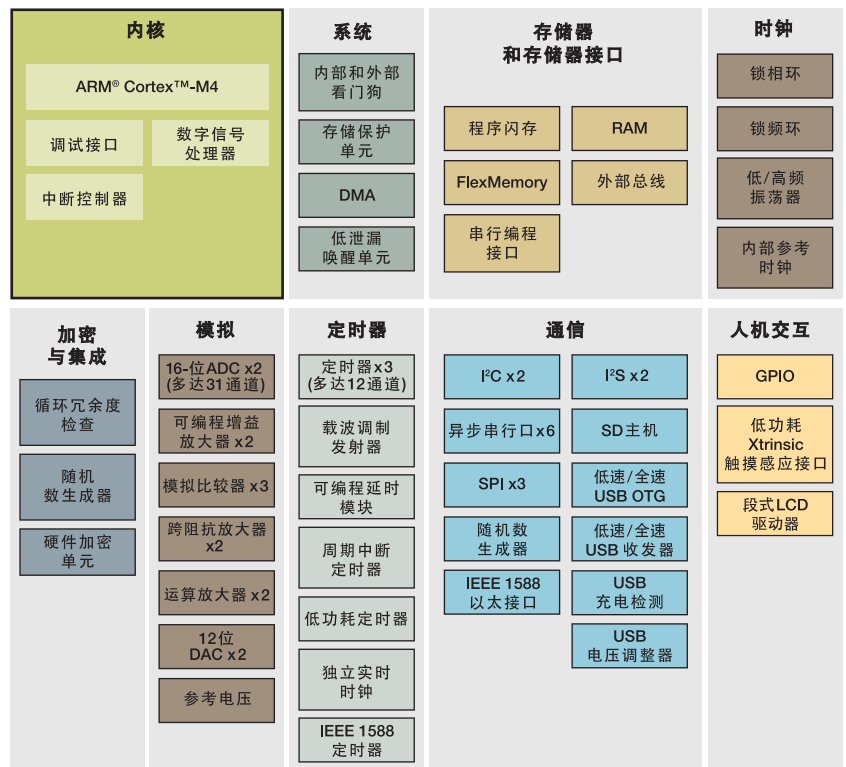 内核
ARM® Cortex™-M4
调试接口
数字信号
处理器
中断控制器
系统
内部和外部
看门狗
存储保护
单元
DMA
低泄漏
唤醒单元
存储器
和存储器接口
程序闪存
RAM
FlexMemory
外部总线
串行编程
接口
时钟
锁相环
锁频环
低/高频
振荡器
内部参考
时钟
加密
与集成
循环冗余度
检查
随机
数生成器
硬件加密
单元
模拟
16-位ADC x2
(多达31通道)
可编程增益
放大器 x2
模拟比较器 x3
跨阻抗放大器
x2
运算放大器 x2
12位
DAC x2
参考电压
定时器
定时器x3
(多达12通道)
载波调制
发射器
可编程延时
模块
周期中断
定时器
低功耗定时器
独立实时
时钟
IEEE 1588
定时器
通信
I²C x2
I²S x2
异步串行口x6
SD主机
SPI x3
低速/全速
USB OTG
随机数
生成器
低速/全速
USB 收发器
IEEE 1588
以太接口
USB
充电检测
USB
电压调整器
人机交互
GPIO
低功耗
Xtrinsic
触摸感应接口
段式LCD
驱动器